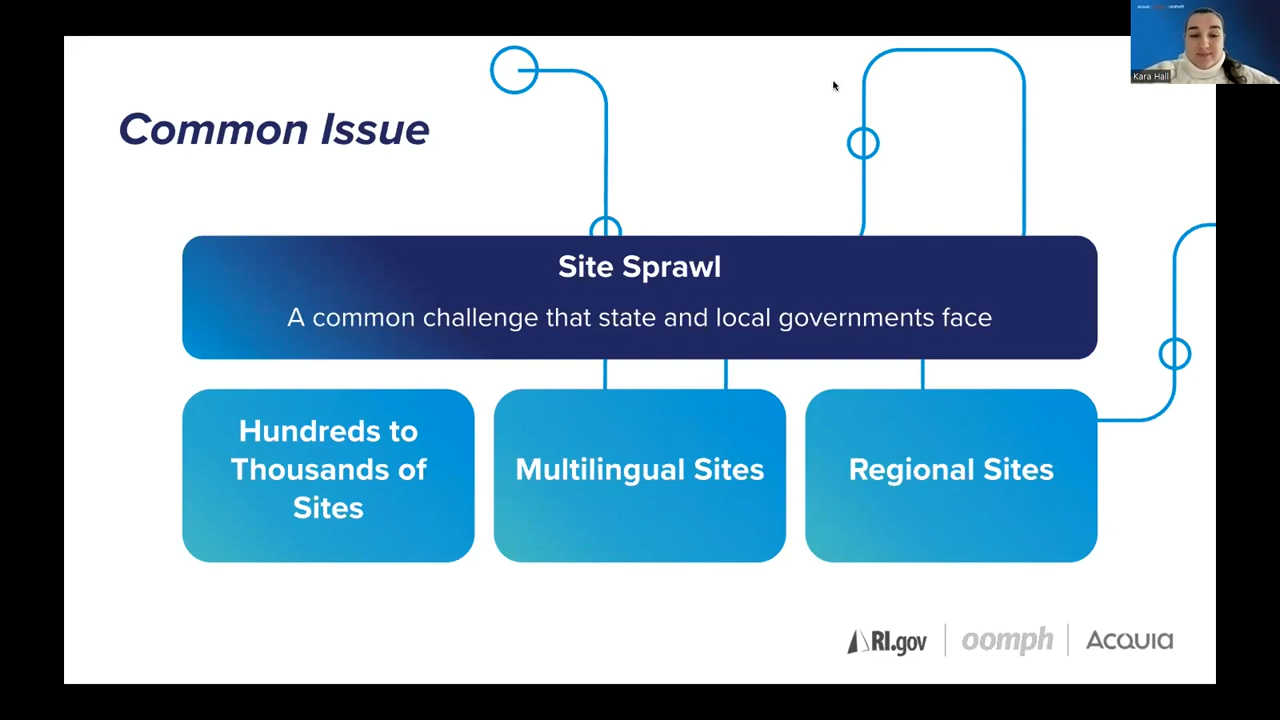 Common Issue
Site Sprawl
A common challenge that state and local governments face
Hundreds to
Thousands of
Sites
Multilingual Sites
Regional Sites
RI.gov
oomph
Acquia
Kara Hall